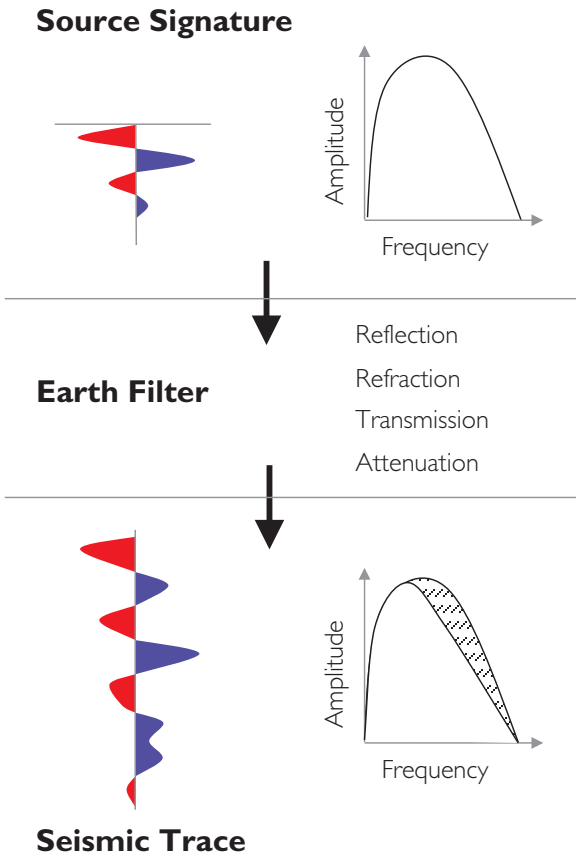 Source Signature
Amplitude
Frequency
Reflection
Refraction
Earth Filter
Transmission
Attenuation
Amplitude
Frequency
Seismic Trace